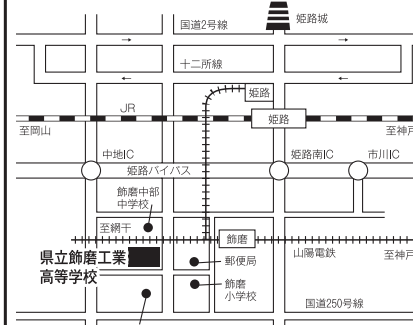 姫路城
国道2号線
→
→
十二所線
←
←
姫路
JR
姫路
至岡山
至神戸
中地IC
姫路南IC
市川IC
姫路バイパス
飾磨中部
中学校
至網干
飾磨
県立飾磨工業
高等学校
郵便局
山陽電鉄
至神戸
飾磨
小学校
国道250号線